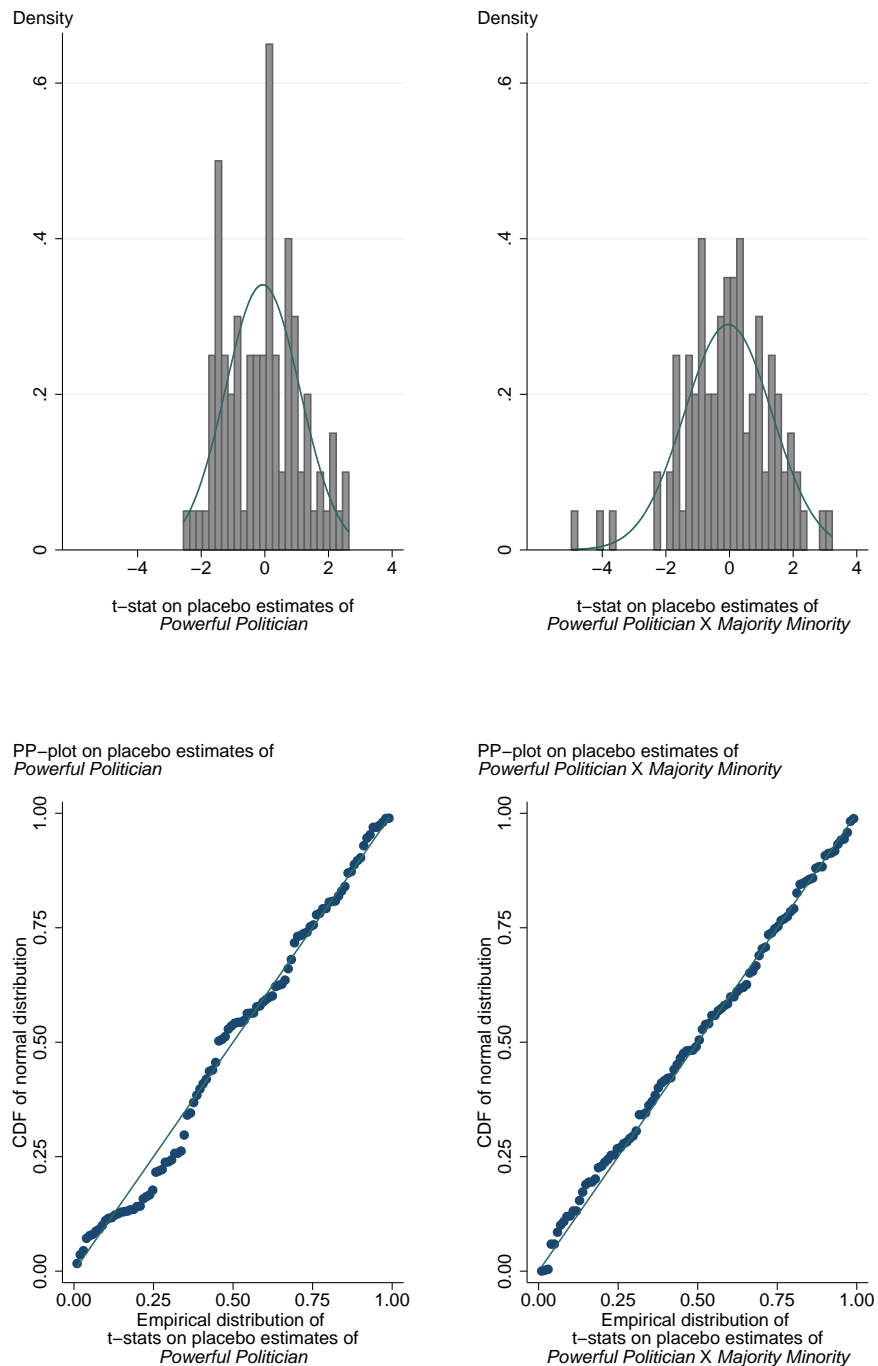 Density
.6
.4
.2
0
−4 −2 0 2 4
t−stat on placebo estimates of
Powerful Politician
Density
.6
.4
.2
0
−4 −2 0 2 4
t−stat on placebo estimates of
Powerful Politician X Majority Minority
PP−plot on placebo estimates of
Powerful Politician
CDF of normal distribution
1.00
0.75
0.50
0.25
0.00
0.00 0.25 0.50 0.75 1.00
Empirical distribution of
t−stats on placebo estimates of
Powerful Politician
PP−plot on placebo estimates of
Powerful Politician X Majority Minority
CDF of normal distribution
1.00
0.75
0.50
0.25
0.00
0.00 0.25 0.50 0.75 1.00
Empirical distribution of
t−stats on placebo estimates of
Powerful Politician X Majority Minority